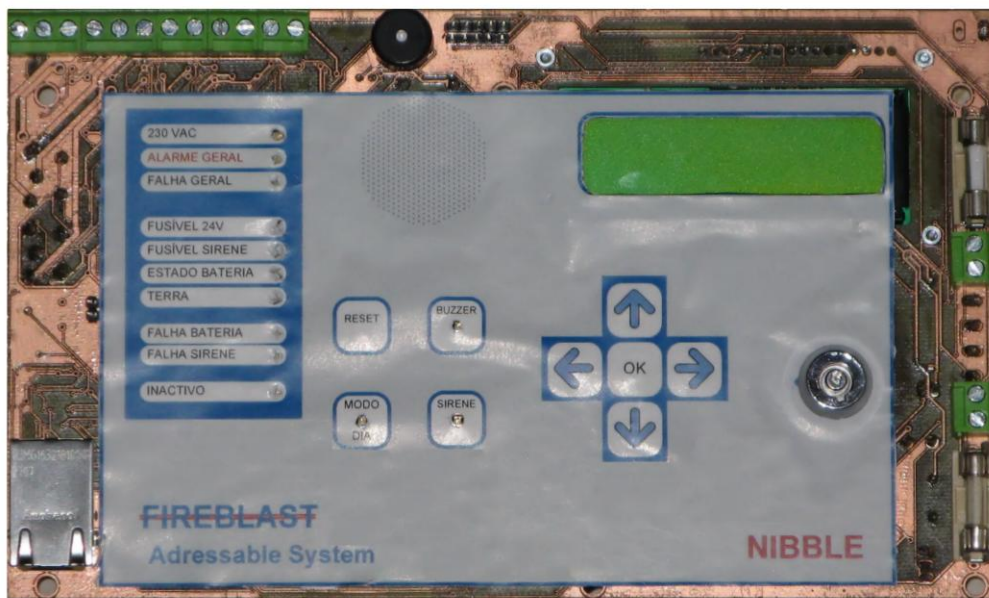 230 VAC
ALARME GERAL
FALHA GERAL
FUSÍVEL 24V
FUSÍVEL SIRENE
ESTADO BATERIA
TERRA
FALHA BATERIA
FALHA SIRENE
INACTIVO
RESET
BUZZER
MODO
DIA
SIRENE
OK
FIREBLAST
Adressable System
NIBBLE